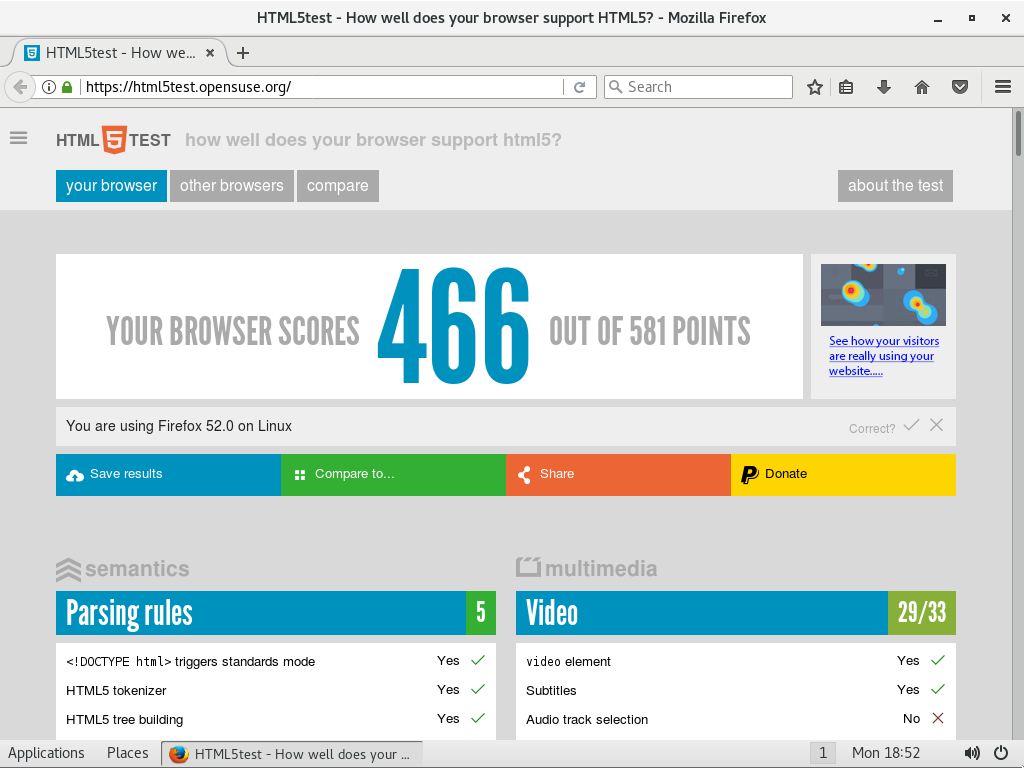 HTML5test - How well does your browser support HTML5? - Mozilla Firefox
HTML5test - How we...
https://html5test.opensuse.org/
Search
HTML 5 TEST how well does your browser support html5?
your browser other browsers compare about the test
YOUR BROWSER SCORES 466 OUT OF 581 POINTS
See how your visitors
are really using your
website.....
You are using Firefox 52.0 on Linux Correct?
Save results Compare to... Share Donate
semantics
Parsing rules 5
<!DOCTYPE html> triggers standards mode Yes
HTML5 tokenizer Yes
HTML5 tree building Yes
multimedia
Video 29/33
video element Yes
Subtitles Yes
Audio track selection No
Applications Places HTML5test - How well does your ... 1 Mon 18:52